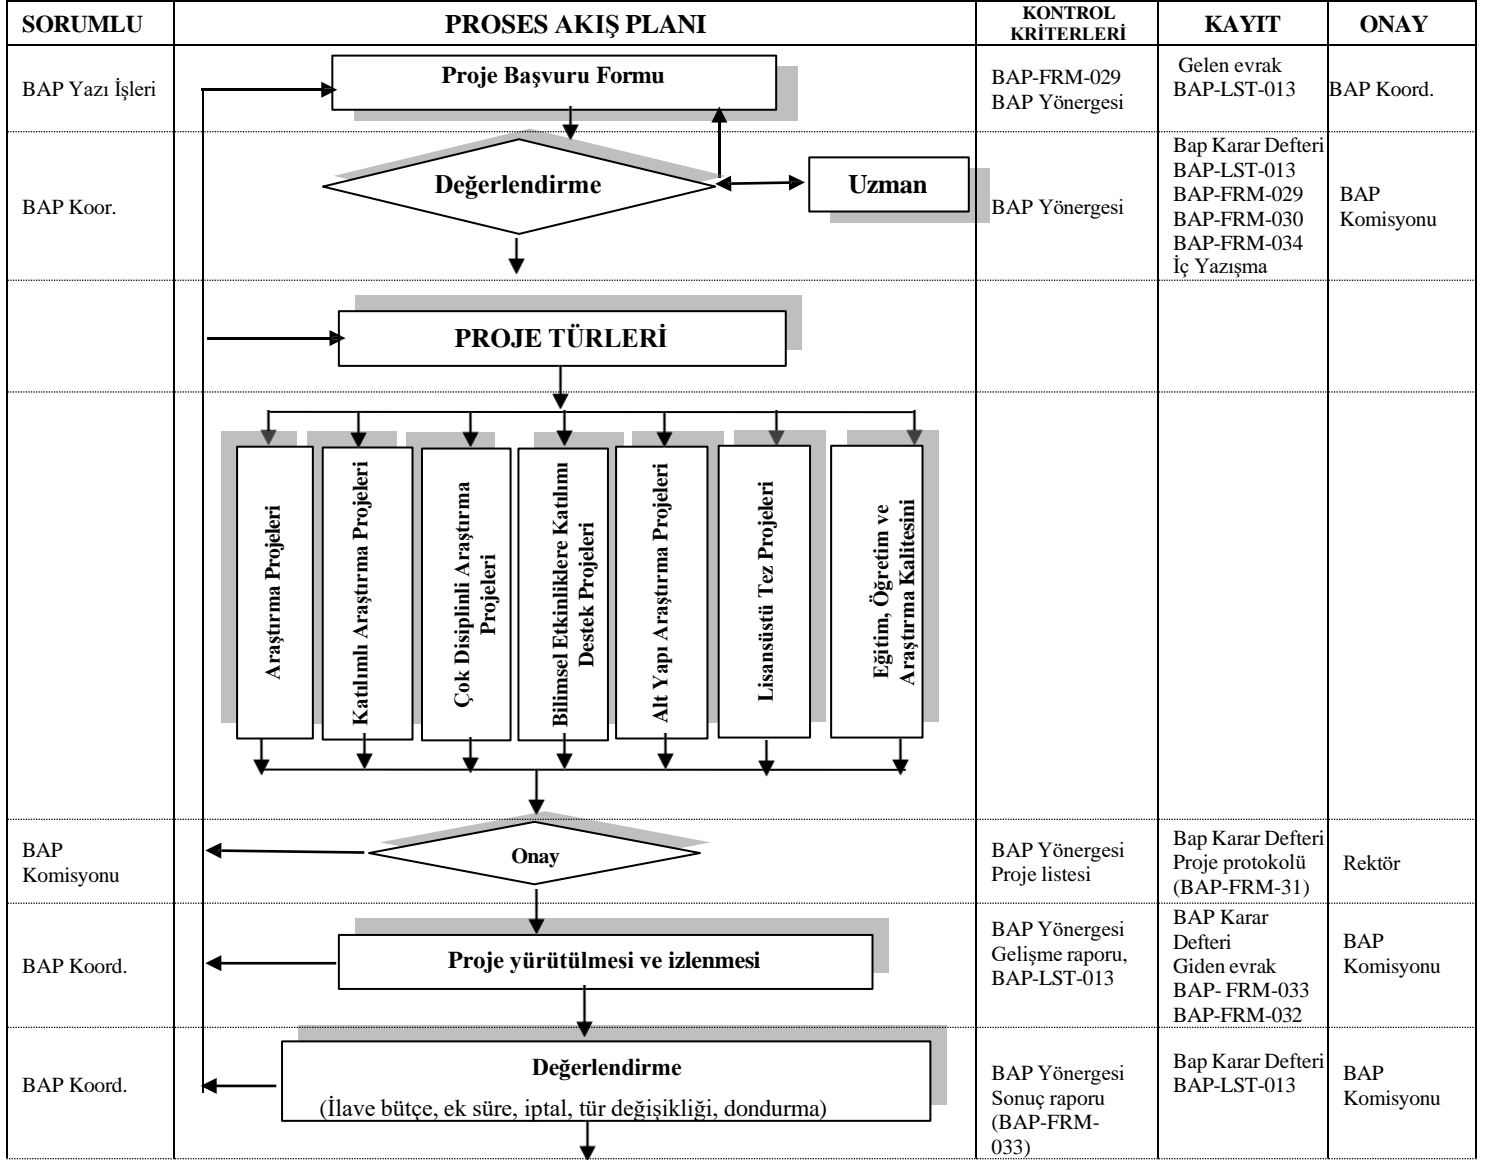 SORUMLU
PROSES AKIŞ PLANI
KONTROL
KRİTERLERİ
KAYIT
ONAY
BAP Yazı İşleri
Proje Başvuru Formu
BAP-FRM-029
BAP Yönergesi
Gelen evrak
BAP-LST-013
BAP Koord.
BAP Koor.
Değerlendirme
Uzman
BAP Yönergesi
Bap Karar Defteri
BAP-LST-013
BAP-FRM-029
BAP-FRM-030
BAP-FRM-034
İç Yazışma
BAP
Komisyonu
PROJE TÜRLERİ
Araştırma Projeleri
Katılımlı Araştırma Projeleri
Çok Disiplinli Araştırma
Projeleri
Bilimsel Etkinliklere Katılımı
Destek Projeleri
Alt Yapı Araştırma Projeleri
Lisansüstü Tez Projeleri
Eğitim, Öğretim ve
Araştırma Kalitesini
BAP
Komisyonu
Onay
BAP Yönergesi
Proje listesi
Bap Karar Defteri
Proje protokolü
(BAP-FRM-31)
Rektör
BAP Koord.
Proje yürütülmesi ve izlenmesi
BAP Yönergesi
Gelişme raporu,
BAP-LST-013
BAP Karar
Defteri
Giden evrak
BAP- FRM-033
BAP-FRM-032
BAP
Komisyonu
BAP Koord.
Değerlendirme
(İlave bütçe, ek süre, iptal, tür değişikliği, dondurma)
BAP Yönergesi
Sonuç raporu
(BAP-FRM-
033)
Bap Karar Defteri
BAP-LST-013
BAP
Komisyonu